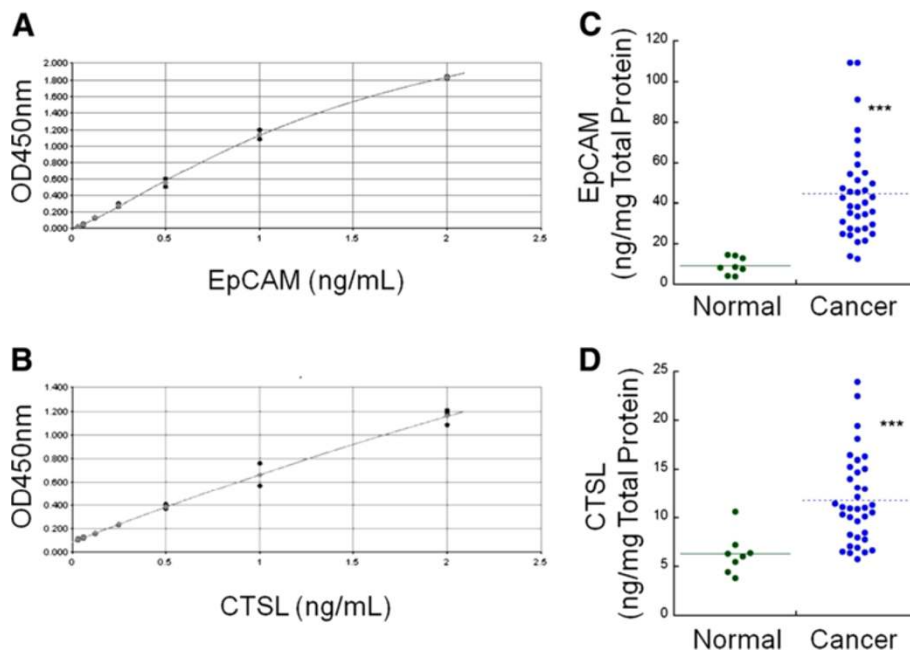 A
OD450nm
2.000
1.800
1.600
1.400
1.200
1.000
0.800
0.600
0.400
0.200
0.000
0 0.5 1 1.5 2 2.5
EpCAM (ng/mL)
B
OD450nm
1.400
1.200
1.000
0.800
0.600
0.400
0.200
0.000
0 0.5 1 1.5 2 2.5
CTSL (ng/mL)
C
EpCAM
(ng/mg Total Protein)
120
100
80
60
40
20
0
***
Normal Cancer
D
CTSL
(ng/mg Total Protein)
25
20
15
10
5
0
***
Normal Cancer